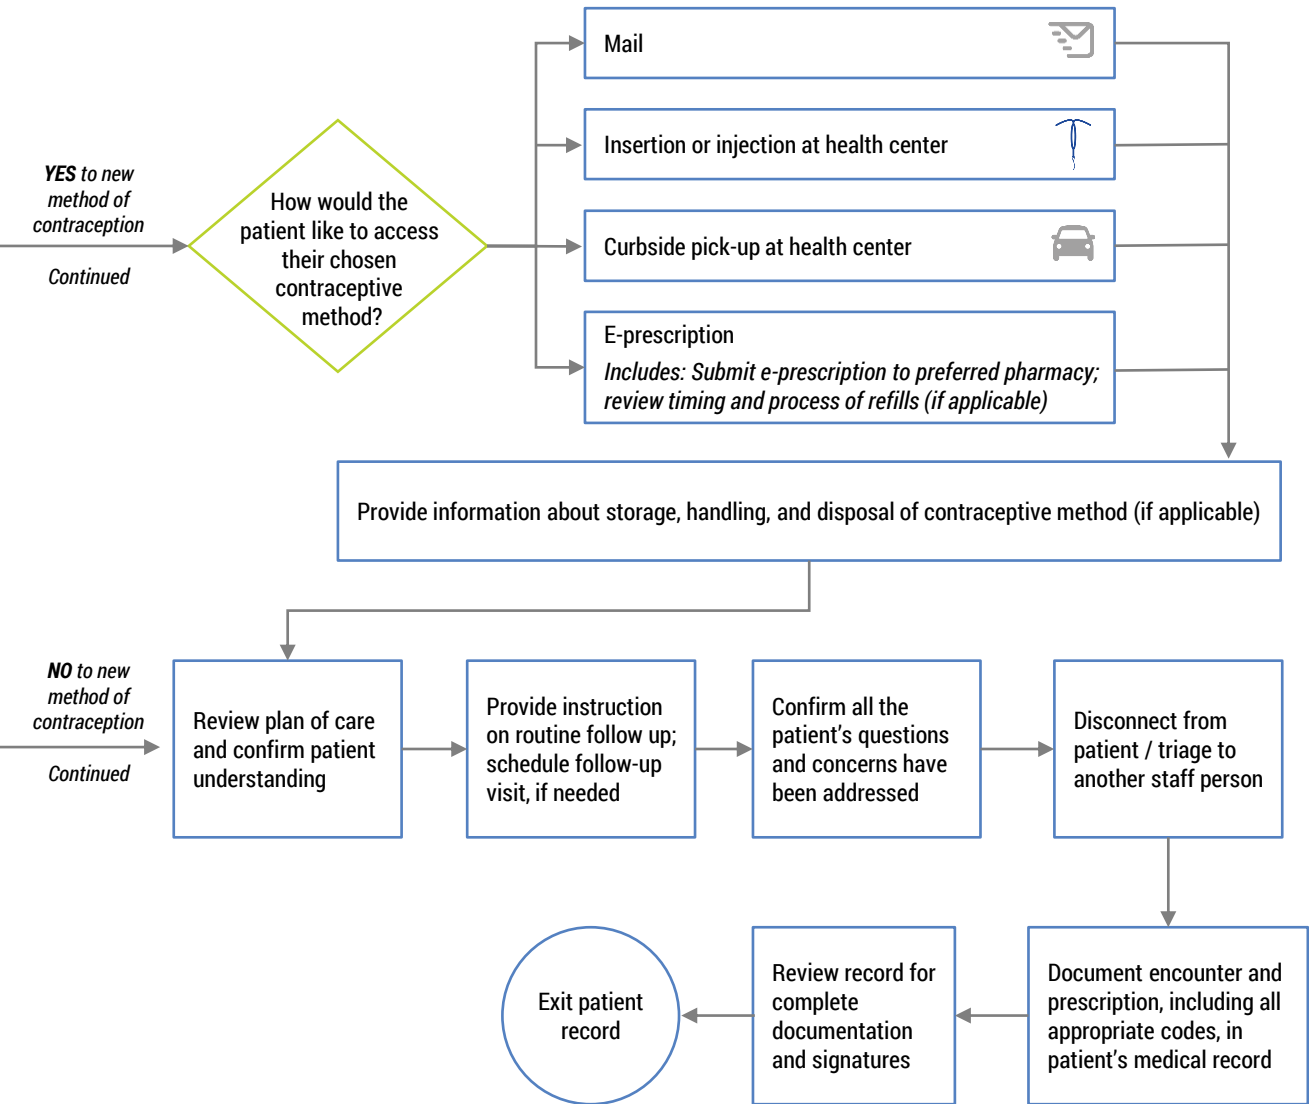 Mail
Insertion or injection at health center
YES to new
method of
contraception
Continued
How would the
patient like to access
their chosen
contraceptive
method?
Curbside pick-up at health center
E-prescription
Includes: Submit e-prescription to preferred pharmacy;
review timing and process of refills (if applicable)
Provide information about storage, handling, and disposal of contraceptive method (if applicable)
NO to new
method of
contraception
Continued
Review plan of care
and confirm patient
understanding
Provide instruction
on routine follow up;
schedule follow-up
visit, if needed
Confirm all the
patient's questions
and concerns have
been addressed
Disconnect from
patient / triage to
another staff person
Document encounter and
prescription, including all
appropriate codes, in
patient's medical record
Review record for
complete
documentation
and signatures
Exit patient
record